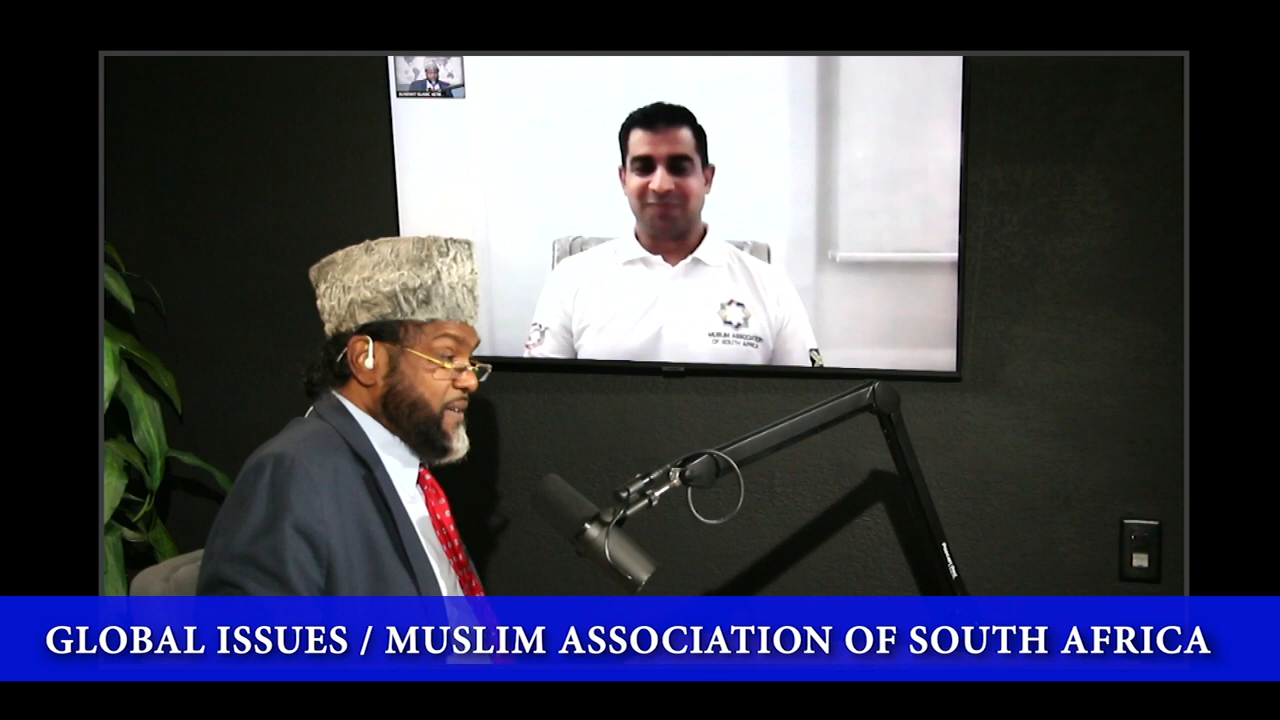 MUSLIM ASSOCIATION
OF SOUTH AFRICA
GLOBAL ISSUES / MUSLIM ASSOCIATION OF SOUTH AFRICA